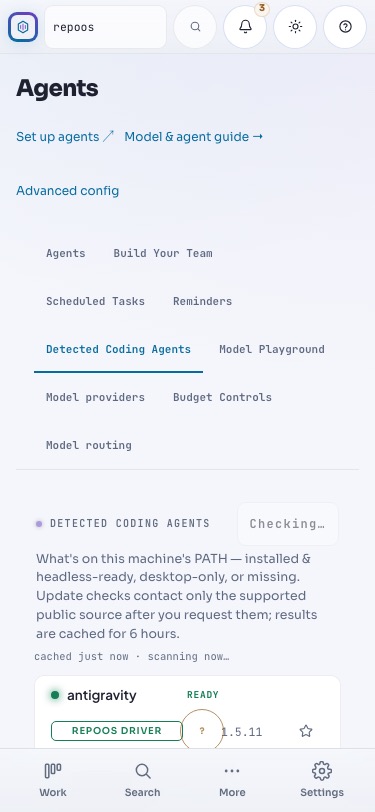 repoos
3
Agents
Set up agents ↗ Model & agent guide →
Advanced config
Agents Build Your Team
Scheduled Tasks Reminders
Detected Coding Agents Model Playground
Model providers Budget Controls
Model routing
DETECTED CODING AGENTS Checking…
What's on this machine's PATH — installed &
headless-ready, desktop-only, or missing.
Update checks contact only the supported
public source after you request them; results
are cached for 6 hours.
cached just now · scanning now…
antigravity READY
REPOOS DRIVER ? 1.5.11
Work Search More Settings